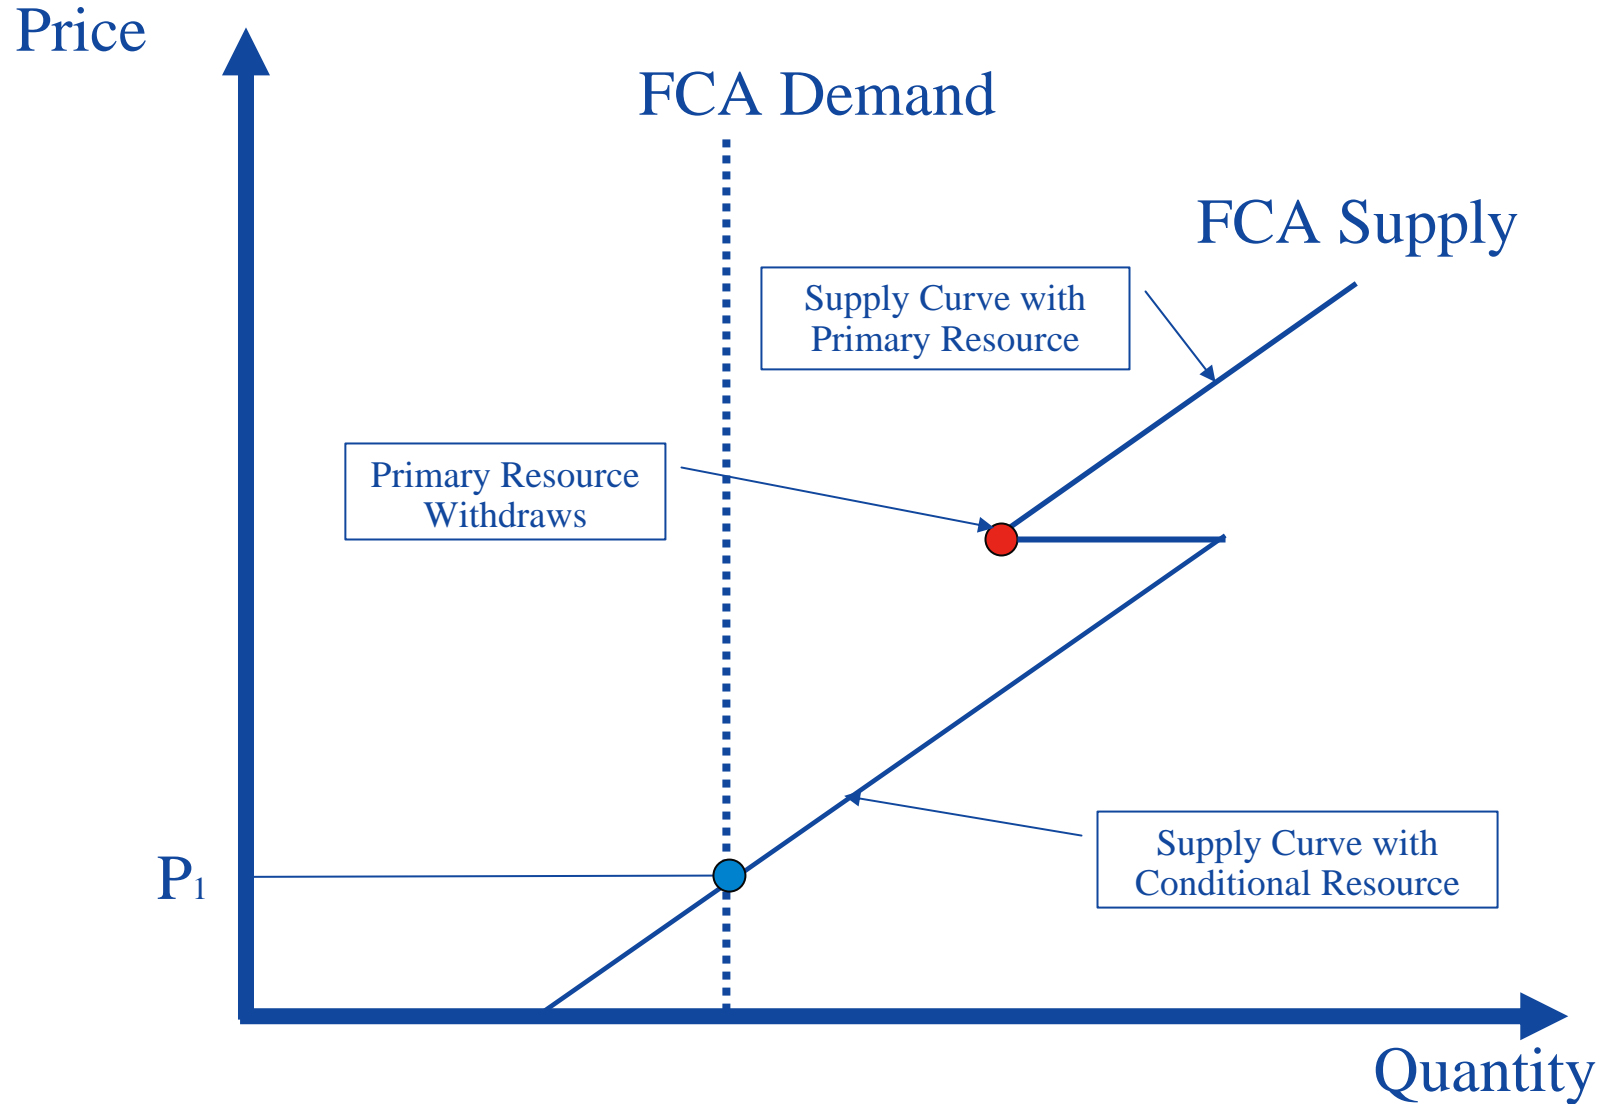 Price
FCA Demand
FCA Supply
Supply Curve with
Primary Resource
Primary Resource
Withdraws
Supply Curve with
Conditional Resource
P1
Quantity